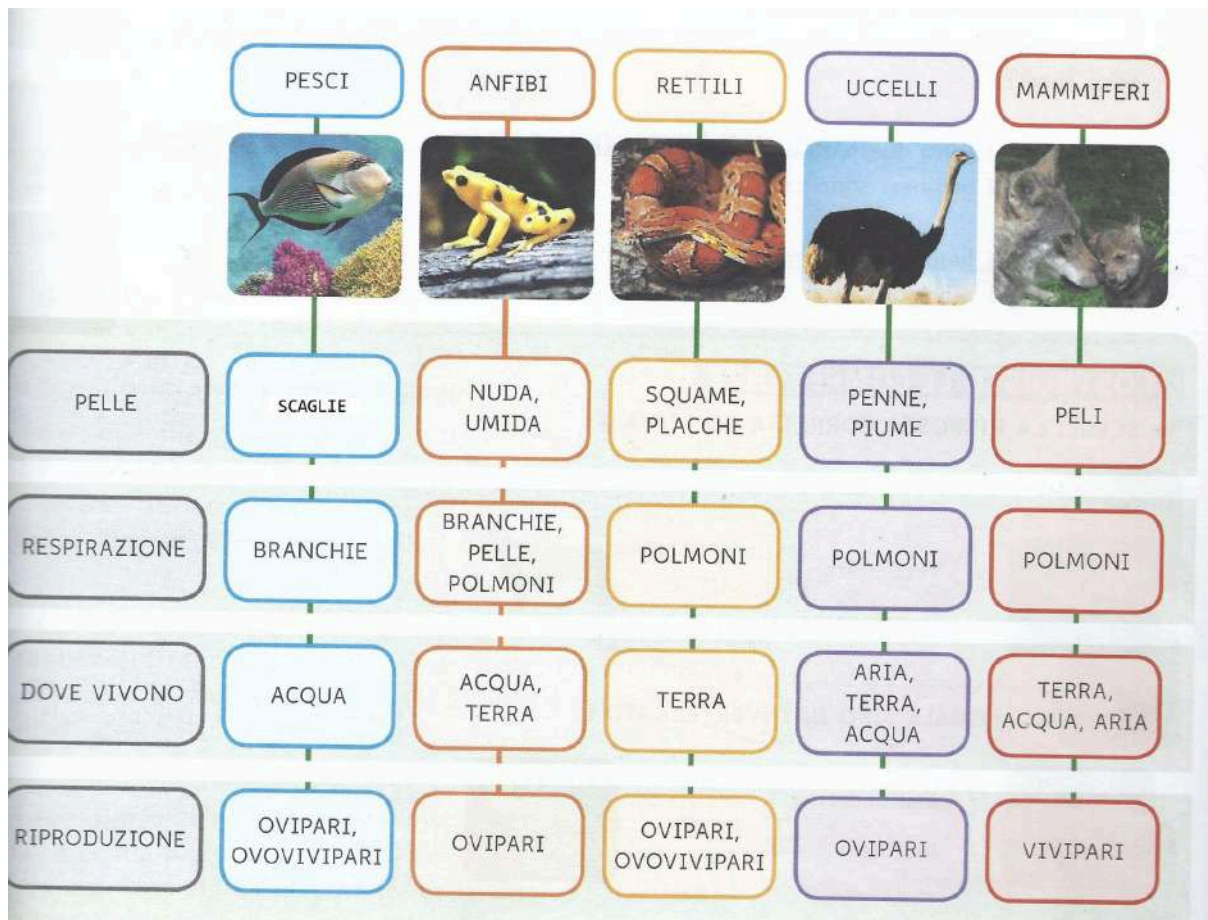 PESCI
ANFIBI
RETTILI
UCCELLI
MAMMIFERI
PELLE
SCAGLIE
NUDA,
UMIDA
SQUAME,
PLACCHE
PENNE,
PIUME
PELI
RESPIRAZIONE
BRANCHIE
BRANCHIE,
PELLE,
POLMONI
POLMONI
POLMONI
POLMONI
DOVE VIVONO
ACQUA
ACQUA,
TERRA
TERRA
ARIA,
TERRA,
ACQUA
TERRA,
ACQUA, ARIA
RIPRODUZIONE
OVIPARI,
OVOVIVIPARI
OVIPARI
OVIPARI,
OVOVIVIPARI
OVIPARI
VIVIPARI